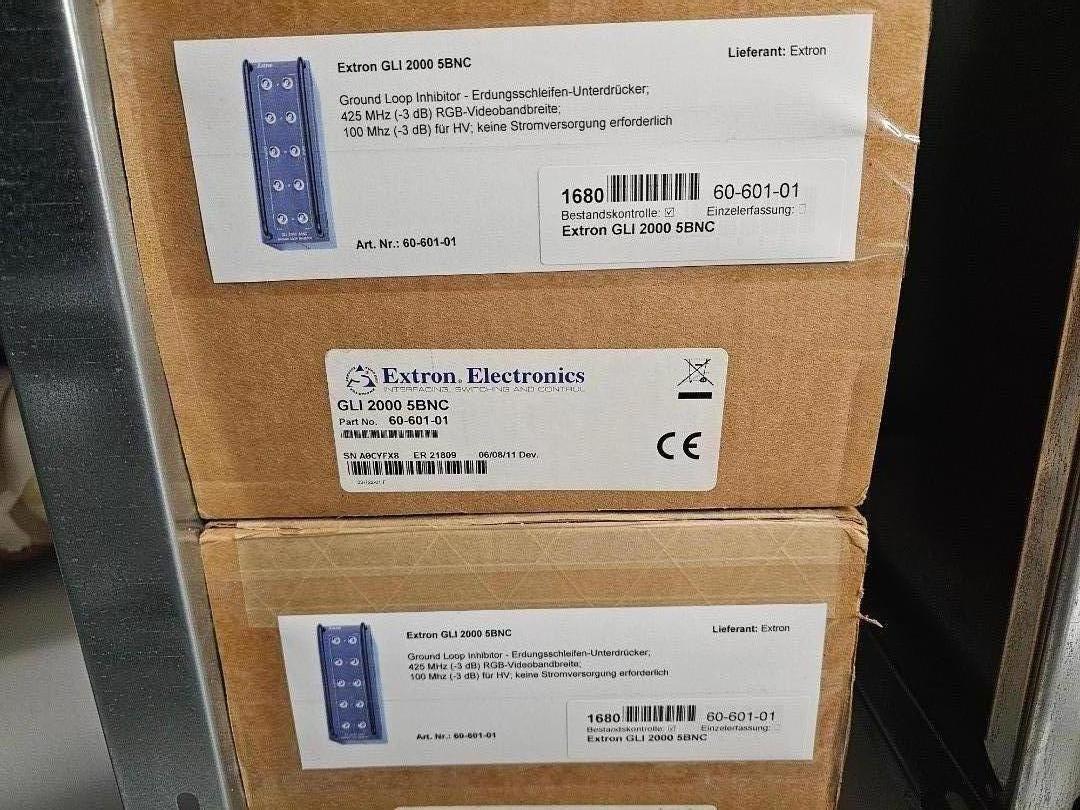 Extron GLI 2000 5BNC
Lieferant: Extron
Ground Loop Inhibitor - Erdungsschleifen-Unterdrücker;
425 MHz (-3 dB) RGB-Videobandbreite;
100 Mhz (-3 dB) für HV; keine Stromversorgung erforderlich
1680 60-601-01
Bestandskontrolle: ☑ Einzelerfassung: ☐
Extron GLI 2000 5BNC
Art. Nr.: 60-601-01
Extron Electronics
INTERFACING, SWITCHING AND CONTROL
GLI 2000 5BNC
Part No. 60-601-01
SN A0CYFX8 ER 21809 06/08/11 Dev.
CE
Extron GLI 2000 5BNC
Lieferant: Extron
Ground Loop Inhibitor - Erdungsschleifen-Unterdrücker;
425 MHz (-3 dB) RGB-Videobandbreite;
100 Mhz (-3 dB) für HV; keine Stromversorgung erforderlich
1680 60-601-01
Bestandskontrolle: ☑ Einzelerfassung: ☐
Extron GLI 2000 5BNC
Art. Nr.: 60-601-01